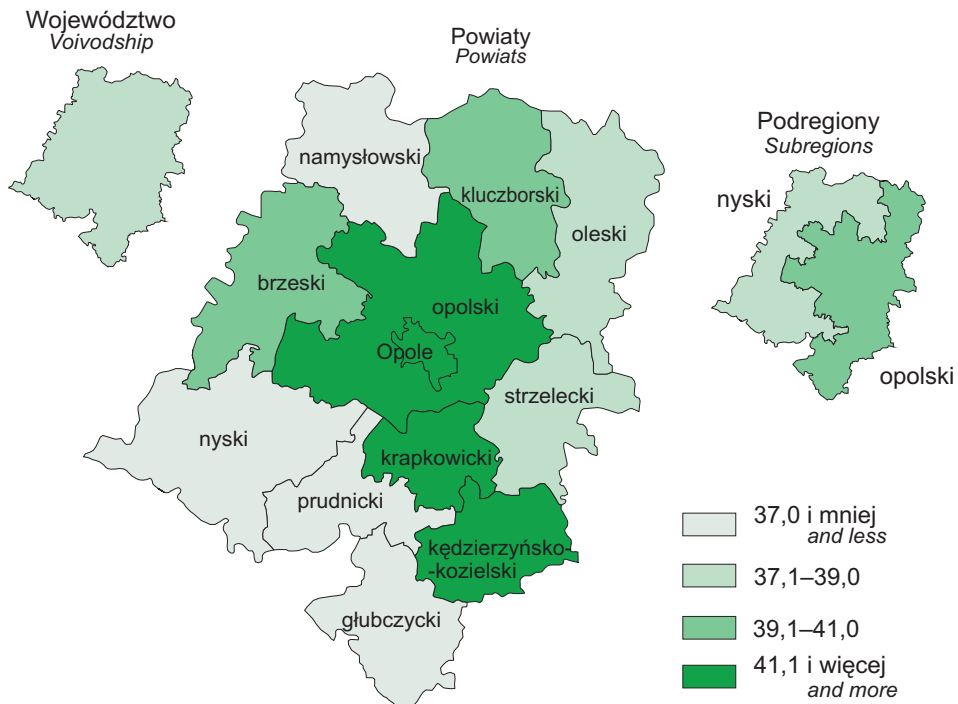 Województwo
Voivodship
Powiaty
Powiats
Podregiony
Subregions
namysłowski
kluczborski
oleski
brzeski
opolski
Opole
strzelecki
nyski
krapkowicki
prudnicki
kędzierzyńsko-
-kozielski
głubczycki
nyski
opolski
37,0 i mniej
and less
37,1–39,0
39,1–41,0
41,1 i więcej
and more